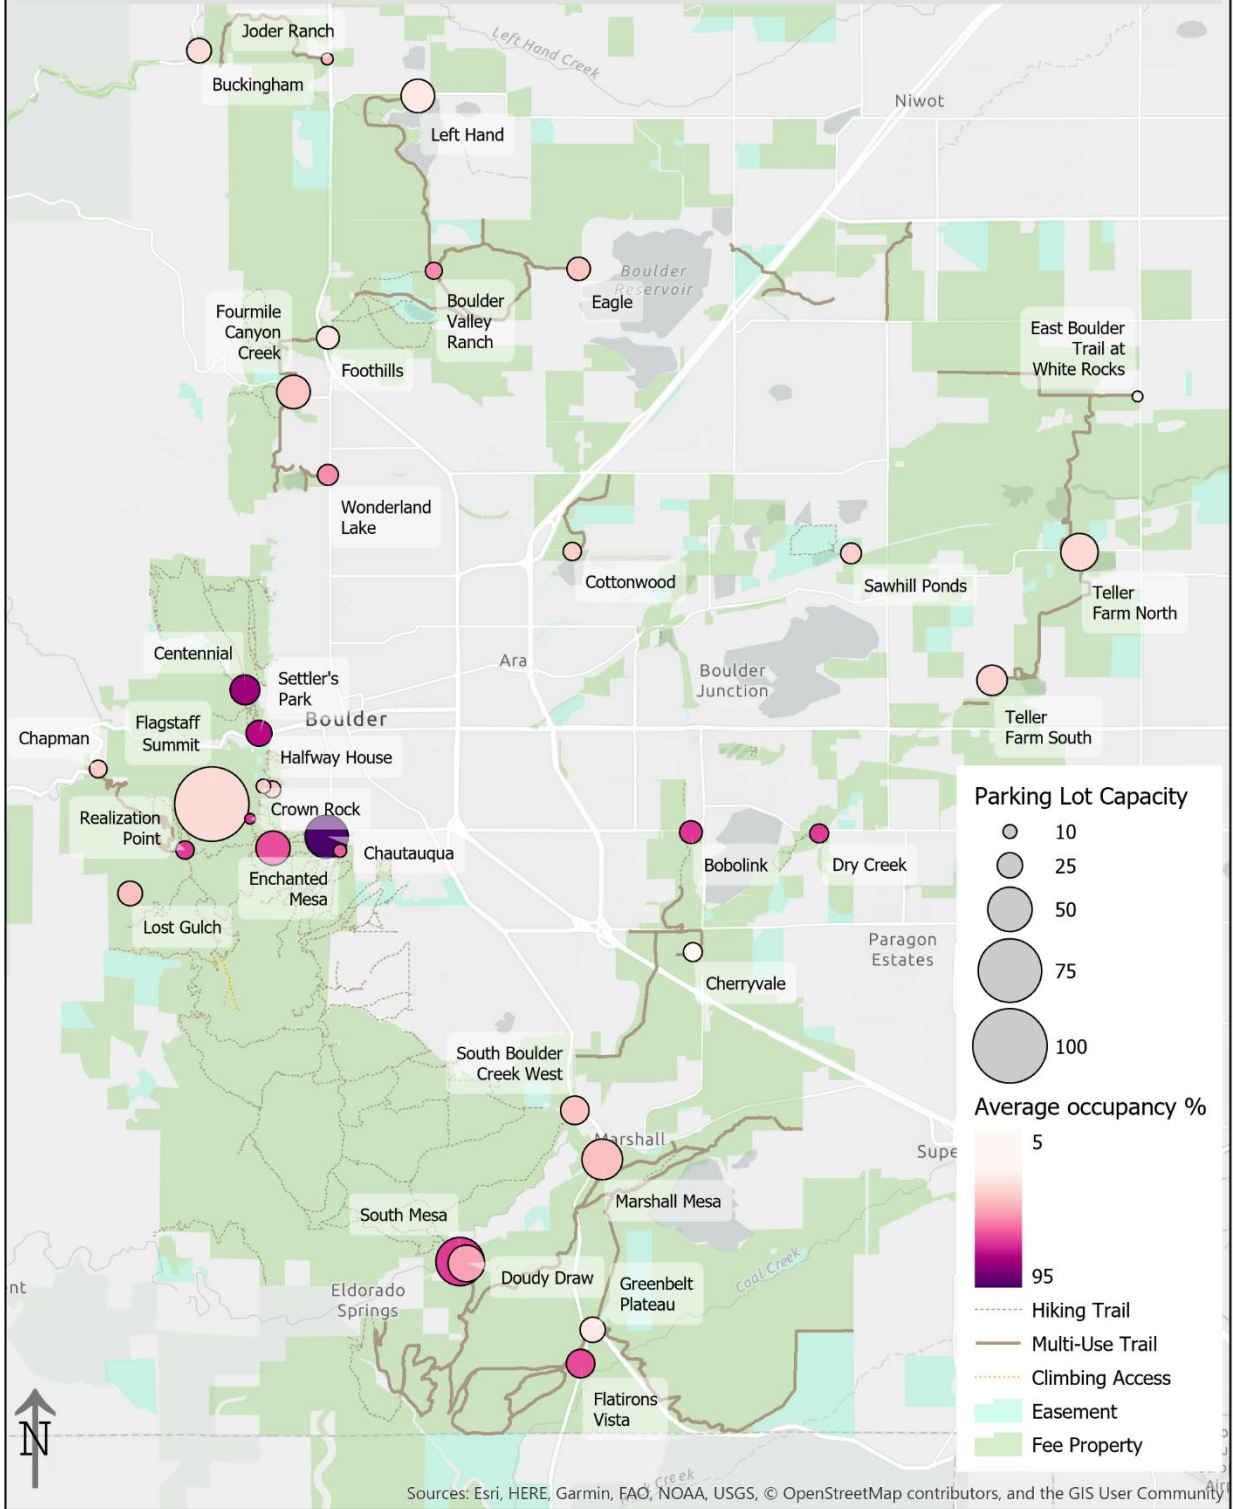 Joder Ranch
Buckingham
Left Hand Creek
Niwot
Left Hand
Boulder
Reservoir
Eagle
Boulder
Valley
Ranch
Fourmile
Canyon
Creek
Foothills
East Boulder
Trail at
White Rocks
Wonderland
Lake
Cottonwood
Sawhill Ponds
Teller
Farm North
Centennial
Settler's
Park
Ara
Boulder
Junction
Flagstaff
Summit
Boulder
Teller
Farm South
Chapman
Halfway House
Crown Rock
Realization
Point
Chautauqua
Enchanted
Mesa
Bobolink
Dry Creek
Lost Gulch
Paragon
Estates
Cherryvale
South Boulder
Creek West
Marshall
Supe
Marshall Mesa
South Mesa
Doudy Draw
Greenbelt
Plateau
Coal Creek
Eldorado
Springs
nt
Flatirons
Vista
N
Parking Lot Capacity
10
25
50
75
100
Average occupancy %
5
95
Hiking Trail
Multi-Use Trail
Climbing Access
Easement
Fee Property
Creek
Sources: Esri, HERE, Garmin, FAO, NOAA, USGS, © OpenStreetMap contributors, and the GIS User Community